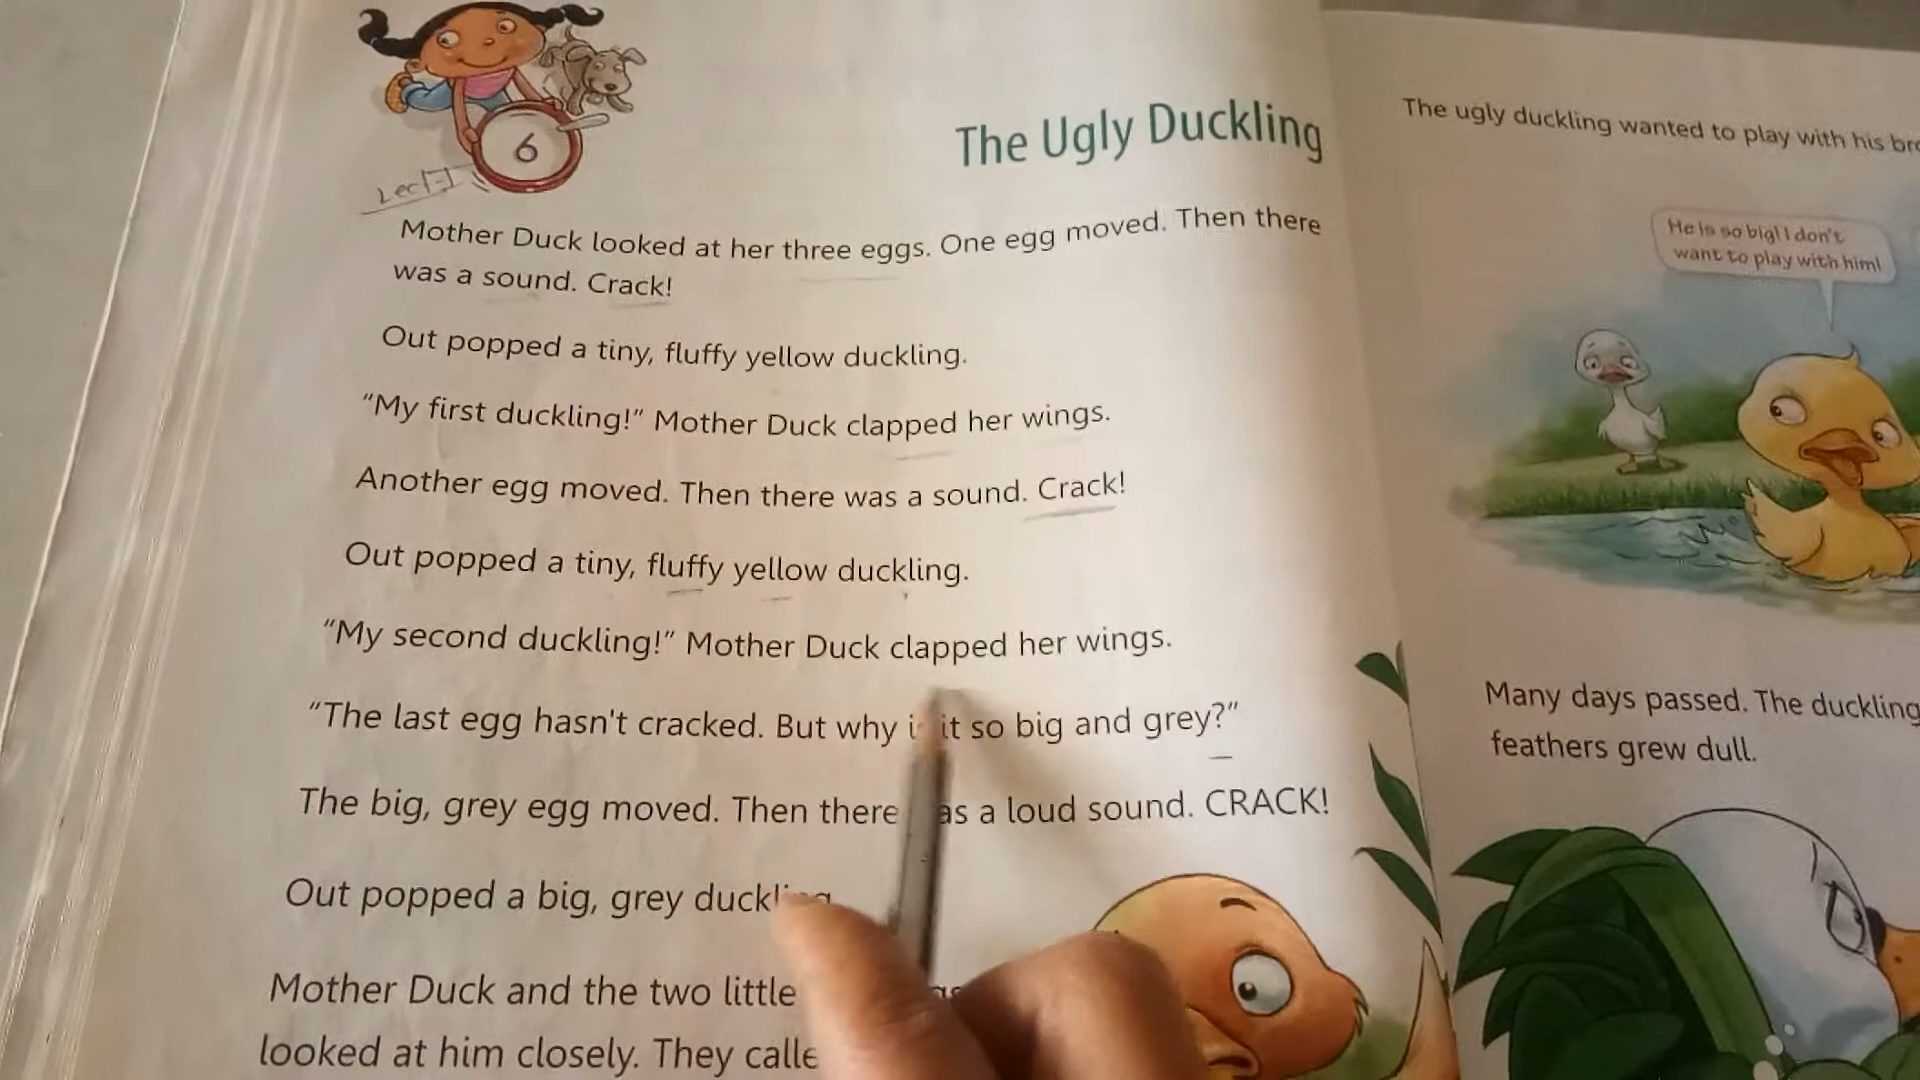 6
Lect-1
The Ugly Duckling
Mother Duck looked at her three eggs. One egg moved. Then there
was a sound. Crack!
Out popped a tiny, fluffy yellow duckling.
“My first duckling!” Mother Duck clapped her wings.
Another egg moved. Then there was a sound. Crack!
Out popped a tiny, fluffy yellow duckling.
“My second duckling!” Mother Duck clapped her wings.
“The last egg hasn't cracked. But why it so big and grey?”
The big, grey egg moved. Then there a loud sound. CRACK!
Out popped a big, grey duckling
Mother Duck and the two little
looked at him closely. They
The ugly duckling wanted to play with his
He is so big! I don't
want to play with him!
Many days passed. The duckling
feathers grew dull.